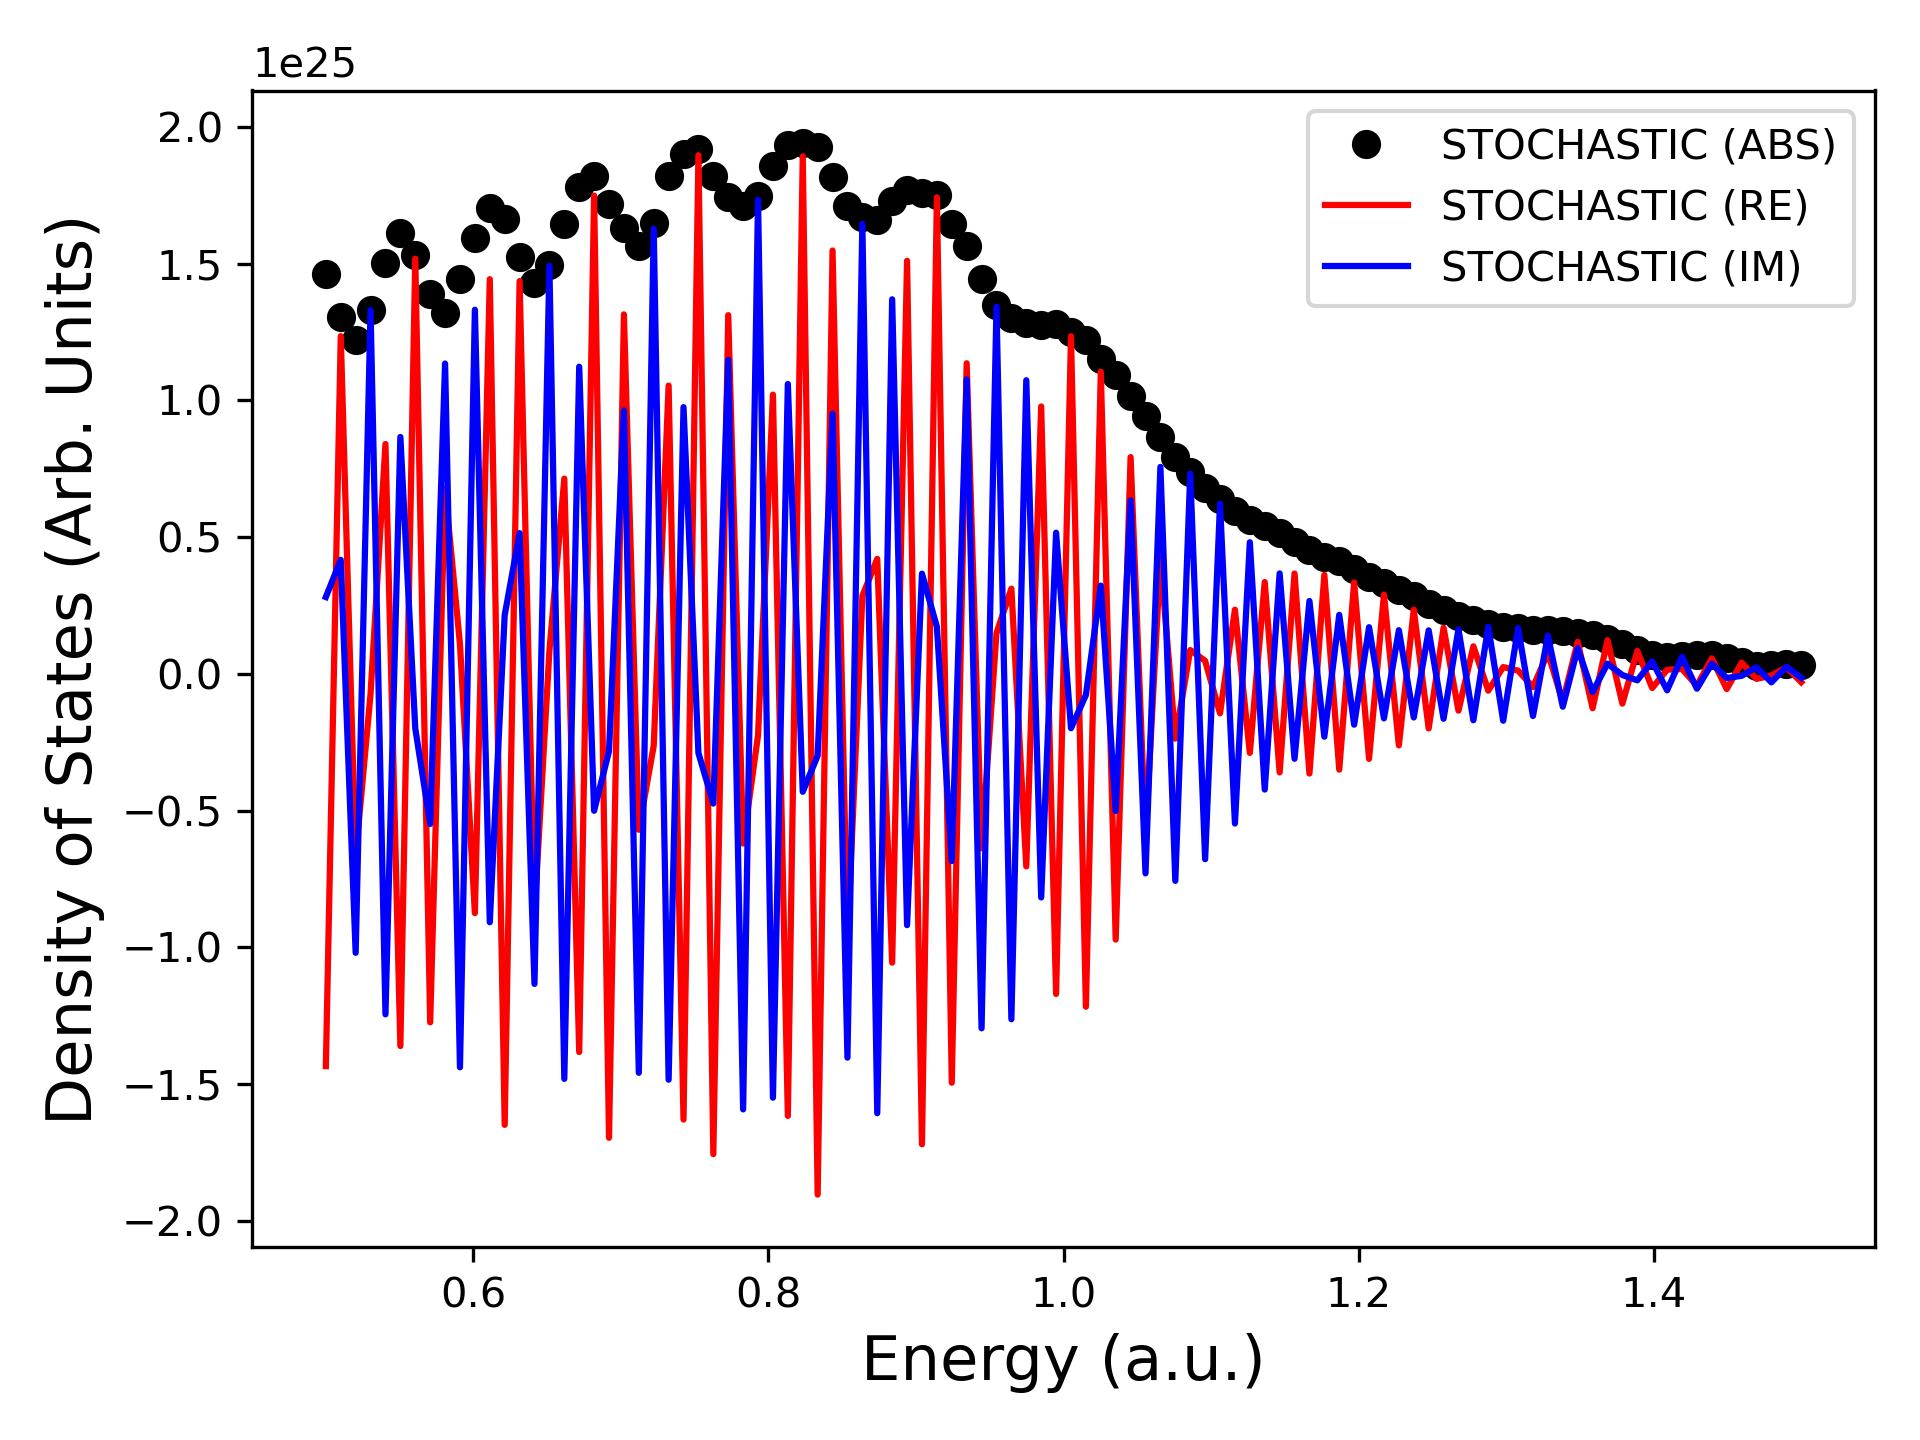 1e25
2.0
1.5
1.0
0.5
0.0
−0.5
−1.0
−1.5
−2.0
Density of States (Arb. Units)
STOCHASTIC (ABS)
STOCHASTIC (RE)
STOCHASTIC (IM)
0.6 0.8 1.0 1.2 1.4
Energy (a.u.)